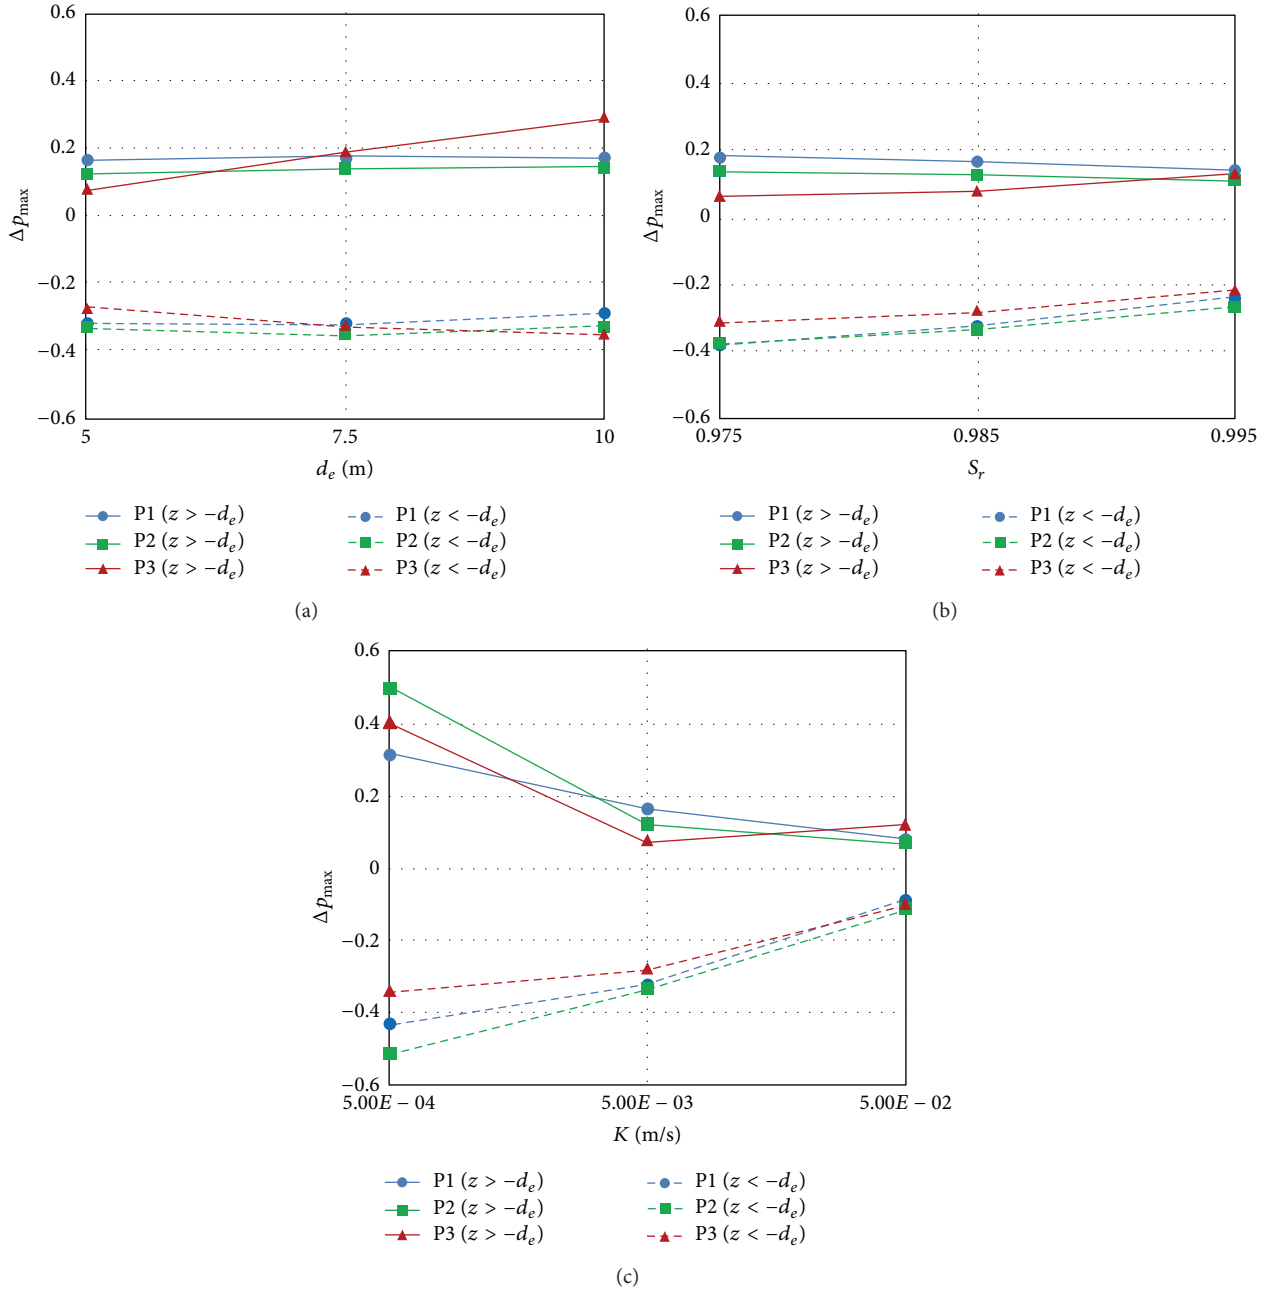 0.6
0.4
0.2
0
−0.2
−0.4
−0.6
Δp_max
5 7.5 10
d_e (m)
P1 (z > −d_e)
P2 (z > −d_e)
P3 (z > −d_e)
P1 (z < −d_e)
P2 (z < −d_e)
P3 (z < −d_e)
(a)
0.6
0.4
0.2
0
−0.2
−0.4
−0.6
Δp_max
0.975 0.985 0.995
S_r
P1 (z > −d_e)
P2 (z > −d_e)
P3 (z > −d_e)
P1 (z < −d_e)
P2 (z < −d_e)
P3 (z < −d_e)
(b)
0.6
0.4
0.2
0
−0.2
−0.4
−0.6
Δp_max
5.00E − 04 5.00E − 03 5.00E − 02
K (m/s)
P1 (z > −d_e)
P2 (z > −d_e)
P3 (z > −d_e)
P1 (z < −d_e)
P2 (z < −d_e)
P3 (z < −d_e)
(c)